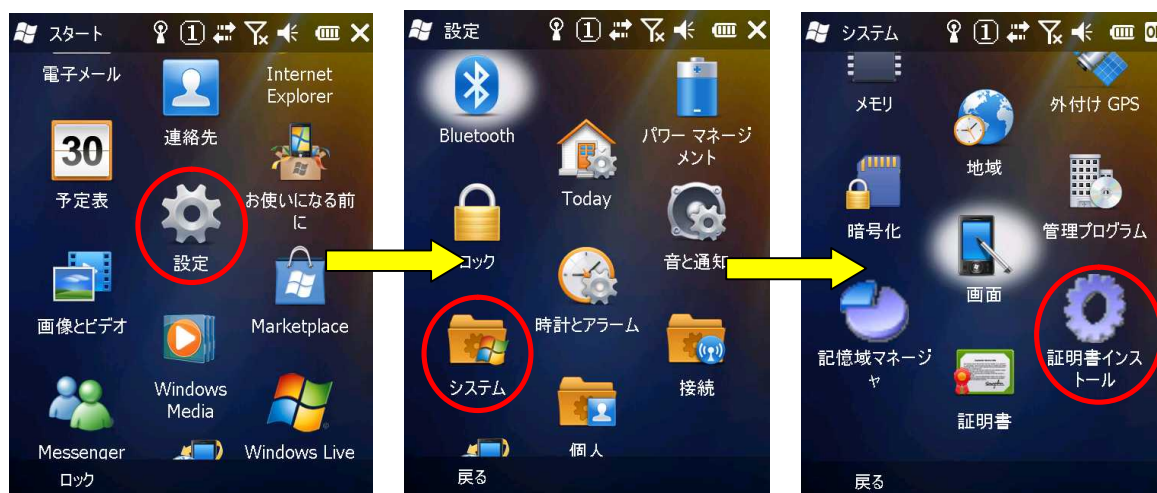 スタート
1
電子メール
Internet
Explorer
連絡先
30
予定表
お使いになる前
に
設定
画像とビデオ
Marketplace
Windows
Media
Messenger
Windows Live
ロック
設定
1
Bluetooth
パワー マネージ
メント
Today
ロック
音と通知
時計とアラーム
システム
接続
個人
戻る
システム
1
メモリ
外付け GPS
地域
暗号化
管理プログラム
画面
記憶域マネージ
ャ
証明書インス
トール
証明書
戻る